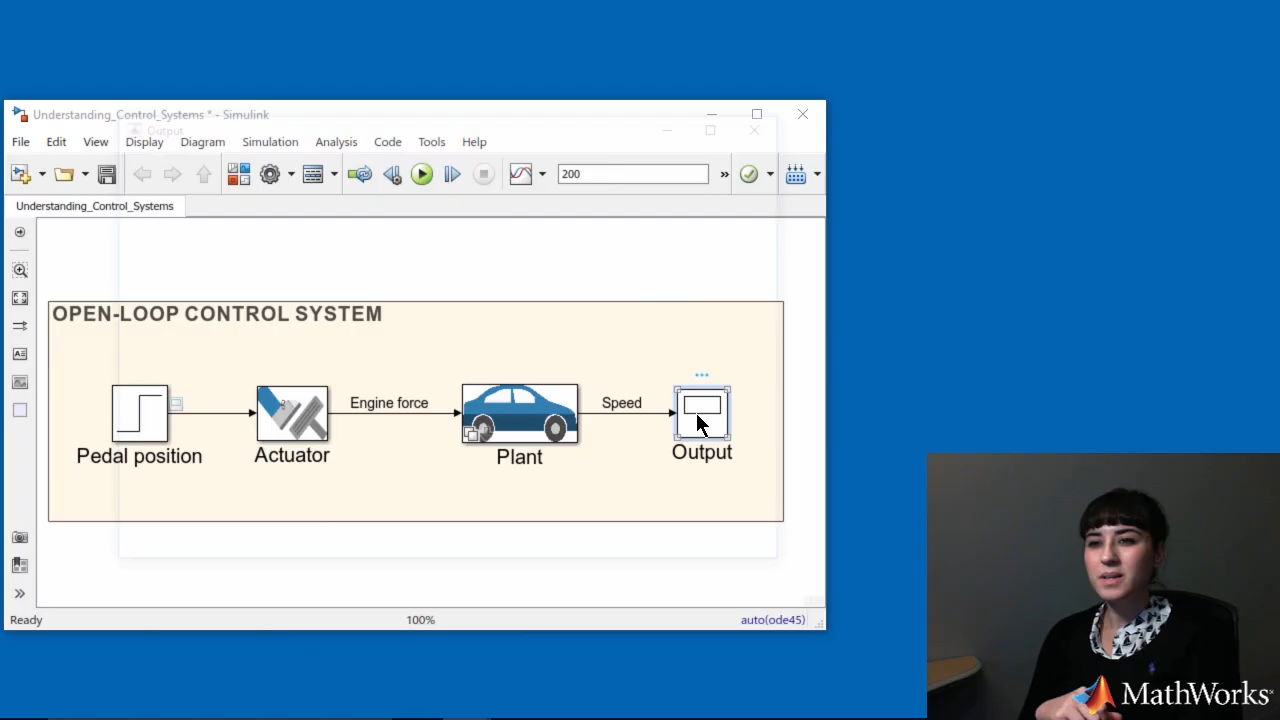 Understanding_Control_Systems * - Simulink
Output
File Edit View Display Diagram Simulation Analysis Code Tools Help
200
»
Understanding_Control_Systems
OPEN-LOOP CONTROL SYSTEM
Engine force
Speed
Pedal position
Actuator
Plant
Output
Ready
100%
auto(ode45)
MathWorks